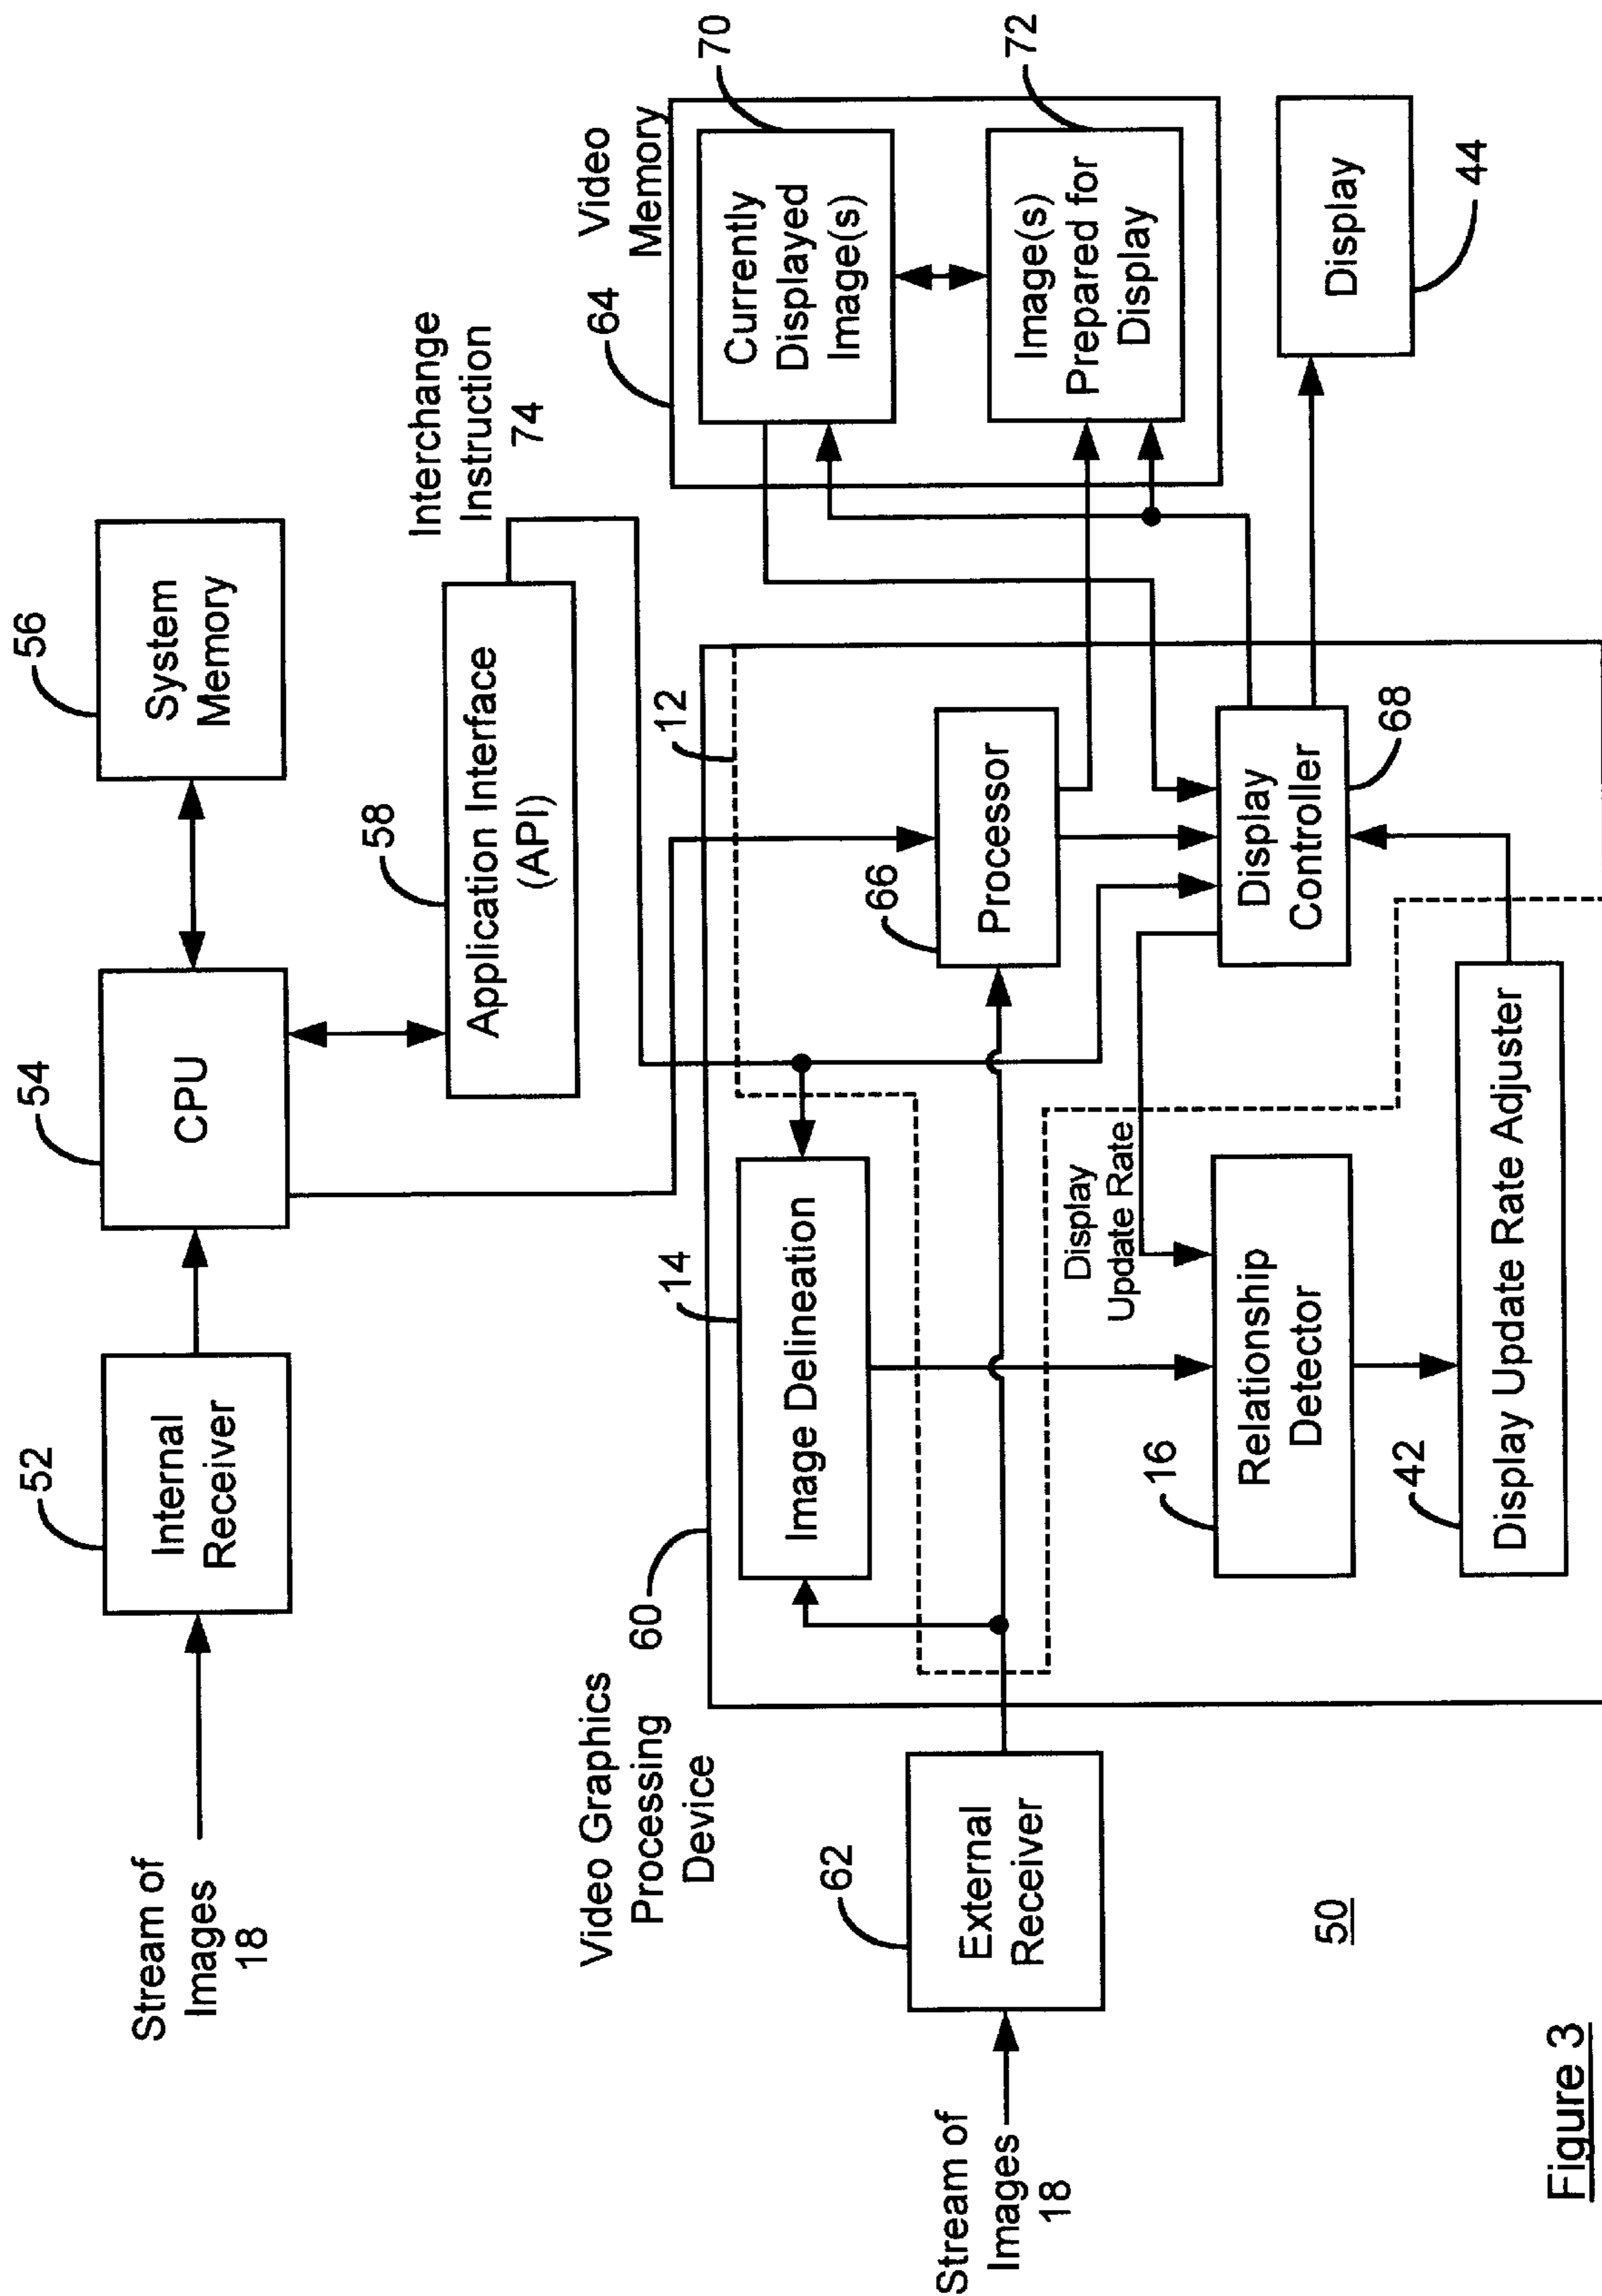 Stream of
Images
18
52
Internal
Receiver
54
CPU
56
System
Memory
58
Application Interface
(API)
Interchange
Instruction
74
Video Graphics
Processing
Device
60
14
Image Delineation
12
66
Processor
Display
Update Rate
16
Relationship
Detector
Display
Controller
68
42
Display Update Rate Adjuster
Stream of
Images
18
62
External
Receiver
64
Video
Memory
70
Currently
Displayed
Image(s)
72
Image(s)
Prepared for
Display
Display
44
50
Figure 3